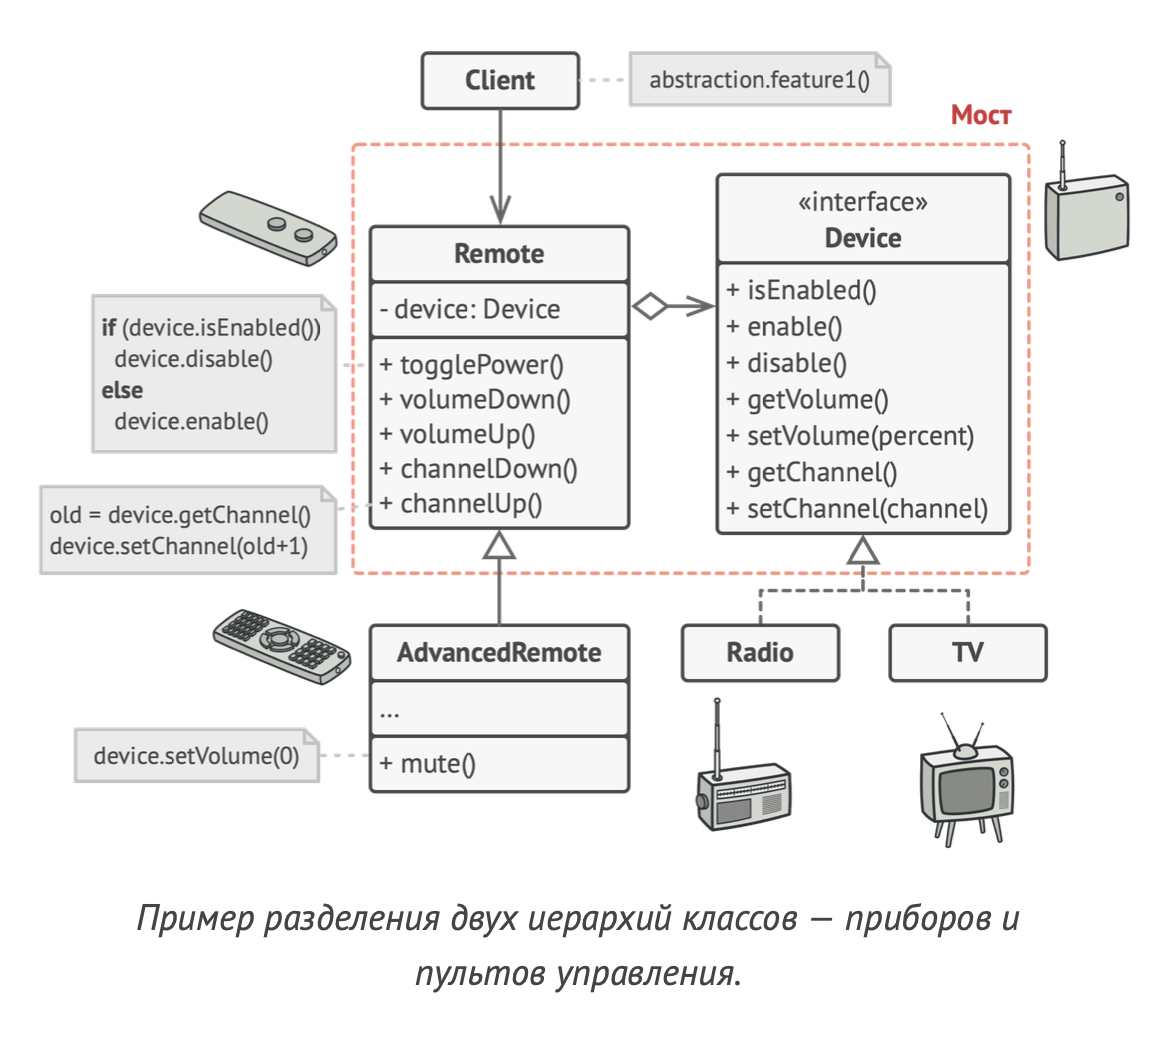 Client
abstraction.feature1()
Мост
Remote
- device: Device
+ togglePower()
+ volumeDown()
+ volumeUp()
+ channelDown()
+ channelUp()
«interface»
Device
+ isEnabled()
+ enable()
+ disable()
+ getVolume()
+ setVolume(percent)
+ getChannel()
+ setChannel(channel)
if (device.isEnabled())
device.disable()
else
device.enable()
old = device.getChannel()
device.setChannel(old+1)
AdvancedRemote
...
+ mute()
device.setVolume(0)
Radio
TV
Пример разделения двух иерархий классов — приборов и
пультов управления.